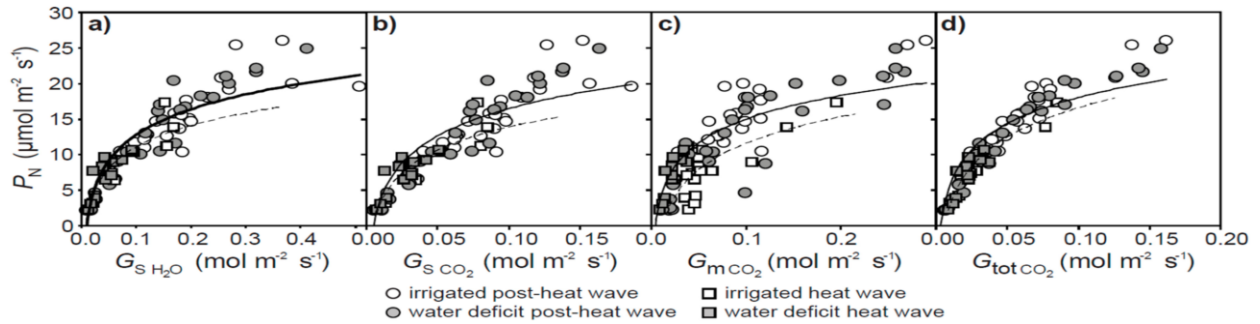 a) b) c) d)
30
25
20
15
10
5
0
P_N (μmol m⁻² s⁻¹)
0.0 0.1 0.2 0.3 0.4 0.0 0.05 0.10 0.15 0.0 0.1 0.2 0.0 0.05 0.10 0.15 0.20
G_S H₂O (mol m⁻² s⁻¹) G_S CO₂ (mol m⁻² s⁻¹) G_m CO₂ (mol m⁻² s⁻¹) G_tot CO₂ (mol m⁻² s⁻¹)
irrigated post-heat wave irrigated heat wave
water deficit post-heat wave water deficit heat wave